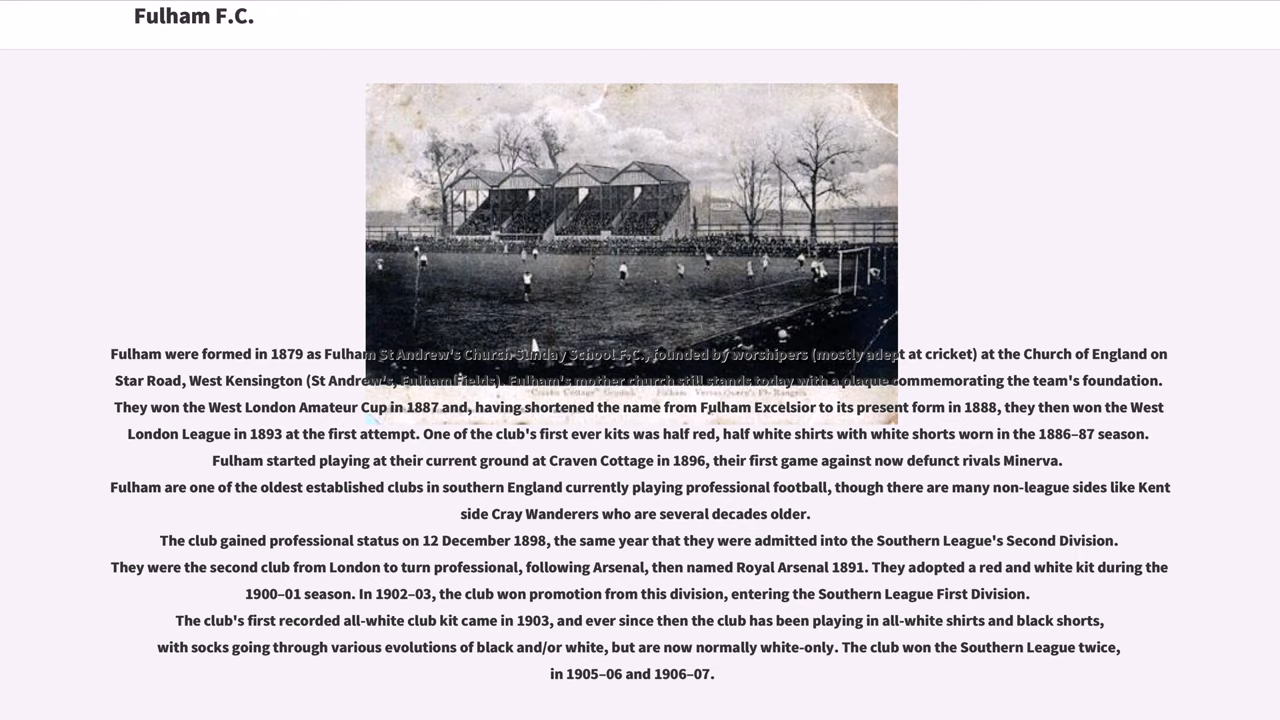 Fulham F.C.
Fulham were formed in 1879 as Fulham St Andrew's Church Sunday School F.C., founded by worshipers (mostly adept at cricket) at the Church of England on
Star Road, West Kensington (St Andrew's, Fulham Fields). Fulham's mother church still stands today with a plaque commemorating the team's foundation.
They won the West London Amateur Cup in 1887 and, having shortened the name from Fulham Excelsior to its present form in 1888, they then won the West
London League in 1893 at the first attempt. One of the club's first ever kits was half red, half white shirts with white shorts worn in the 1886–87 season.
Fulham started playing at their current ground at Craven Cottage in 1896, their first game against now defunct rivals Minerva.
Fulham are one of the oldest established clubs in southern England currently playing professional football, though there are many non-league sides like Kent
side Cray Wanderers who are several decades older.
The club gained professional status on 12 December 1898, the same year that they were admitted into the Southern League's Second Division.
They were the second club from London to turn professional, following Arsenal, then named Royal Arsenal 1891. They adopted a red and white kit during the
1900–01 season. In 1902–03, the club won promotion from this division, entering the Southern League First Division.
The club's first recorded all-white club kit came in 1903, and ever since then the club has been playing in all-white shirts and black shorts,
with socks going through various evolutions of black and/or white, but are now normally white-only. The club won the Southern League twice,
in 1905–06 and 1906–07.